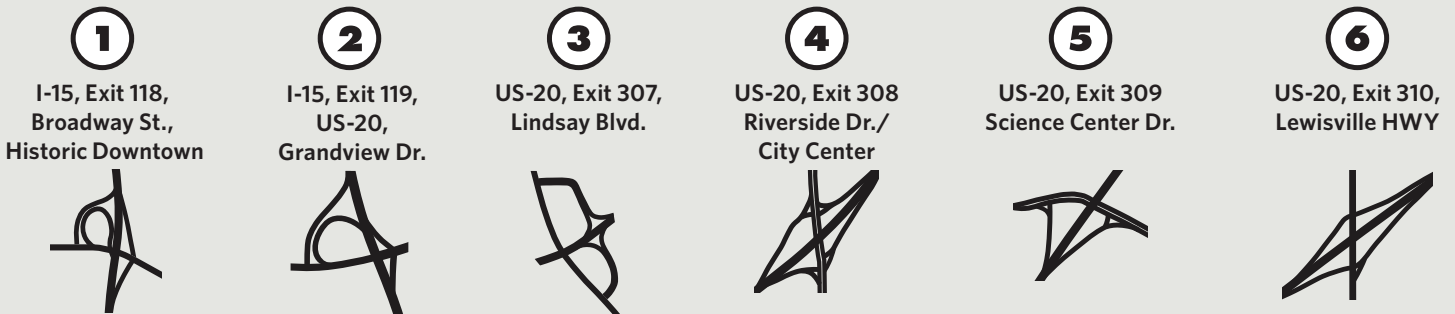 1
I-15, Exit 118,
Broadway St.,
Historic Downtown
2
I-15, Exit 119,
US-20,
Grandview Dr.
3
US-20, Exit 307,
Lindsay Blvd.
4
US-20, Exit 308
Riverside Dr./
City Center
5
US-20, Exit 309
Science Center Dr.
6
US-20, Exit 310,
Lewisville HWY